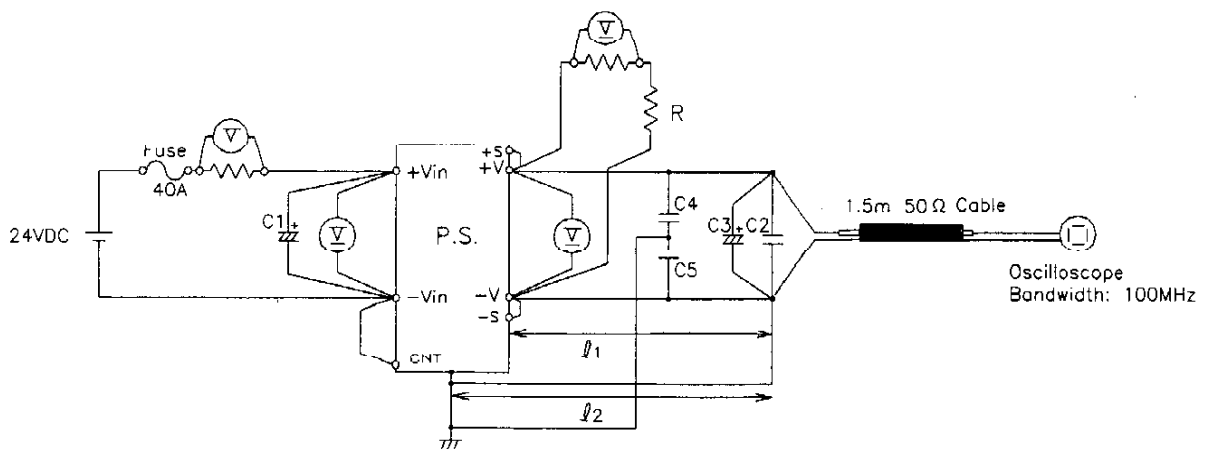 V
R
Fuse
V
40A
+S
+V
+Vin
C4
C1 +
V
P.S.
V
C3 + C2
1.5m 50Ω Cable
24VDC
C5
Oscilloscope
Bandwidth: 100MHz
-Vin
-V
-S
ℓ1
CNT
ℓ2